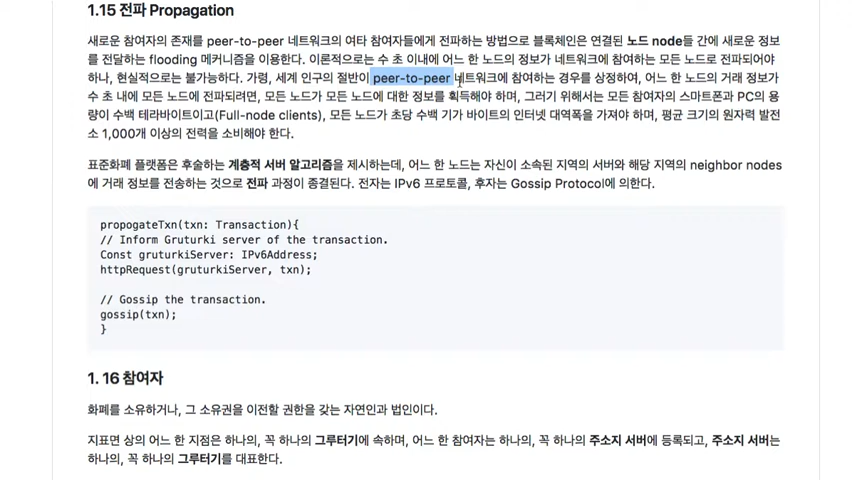 1.15 전파 Propagation
새로운 참여자의 존재를 peer-to-peer 네트워크의 여타 참여자들에게 전파하는 방법으로 블록체인은 연결된 노드 node들 간에 새로운 정보
를 전달하는 flooding 메커니즘을 이용한다. 이론적으로는 수 초 이내에 어느 한 노드의 정보가 네트워크에 참여하는 모든 노드로 전파되어야
하나, 현실적으로는 불가능하다. 가령, 세계 인구의 절반이 peer-to-peer 네트워크에 참여하는 경우를 상정하여, 어느 한 노드의 거래 정보가
수 초 내에 모든 노드에 전파되려면, 모든 노드가 모든 노드에 대한 정보를 획득해야 하며, 그러기 위해서는 모든 참여자의 스마트폰과 PC의 용
량이 수백 테라바이트이고(Full-node clients), 모든 노드가 초당 수백 기가 바이트의 인터넷 대역폭을 가져야 하며, 평균 크기의 원자력 발전
소 1,000개 이상의 전력을 소비해야 한다.
표준화폐 플랫폼은 후술하는 계층적 서버 알고리즘을 제시하는데, 어느 한 노드는 자신이 소속된 지역의 서버와 해당 지역의 neighbor nodes
에 거래 정보를 전송하는 것으로 전파 과정이 종결된다. 전자는 IPv6 프로토콜, 후자는 Gossip Protocol에 의한다.
propogateTxn(txn: Transaction){
// Inform Gruturki server of the transaction.
Const gruturkiServer: IPv6Address;
httpRequest(gruturkiServer, txn);
// Gossip the transaction.
gossip(txn);
}
1. 16 참여자
화폐를 소유하거나, 그 소유권을 이전할 권한을 갖는 자연인과 법인이다.
지표면 상의 어느 한 지점은 하나의, 꼭 하나의 그루터기에 속하며, 어느 한 참여자는 하나의, 꼭 하나의 주소지 서버에 등록되고, 주소지 서버는
하나의, 꼭 하나의 그루터기를 대표한다.